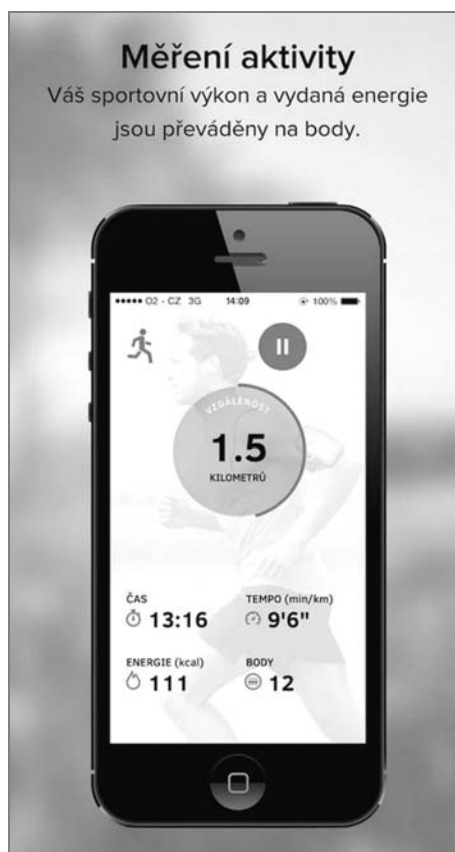 Měření aktivity
Váš sportovní výkon a vydaná energie
jsou převáděny na body.
O2 - CZ 3G 14:09 100%
VZDÁLENOST
1.5
KILOMETRŮ
ČAS TEMPO (min/km)
13:16 9'6"
ENERGIE (kcal) BODY
111 12